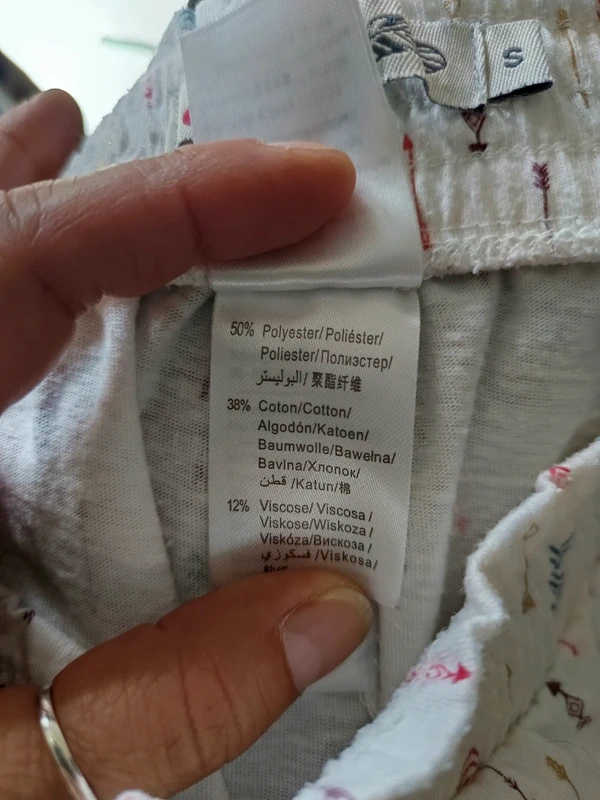 S
50% Polyester/ Poliéster/
Poliester/Полиэстер/
البوليستر/ 聚酯纤维
38% Coton/Cotton/
Algodón/Katoen/
Baumwolle/Bawełna/
Bavlna/Хлопок/
قطن /Katun/棉
12% Viscose/ Viscosa /
Viskose/Wiskoza /
Viskóza/Вискоза /
فسكوزي /Viskosa/